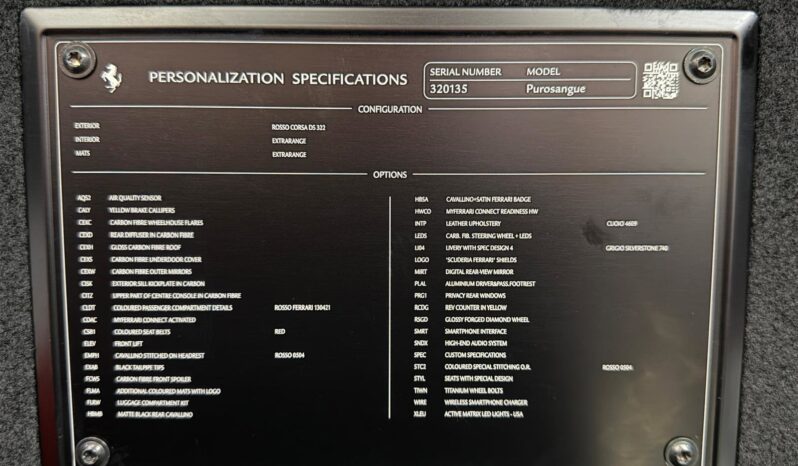 PERSONALIZATION SPECIFICATIONS
SERIAL NUMBER MODEL
320135 Purosangue
CONFIGURATION
EXTERIOR ROSSO CORSA DS 322
INTERIOR EXTRARANGE
MATS EXTRARANGE
OPTIONS
AQS2 AIR QUALITY SENSOR
CALY YELLOW BRAKE CALLIPERS
CEXC CARBON FIBRE WHEELHOUSE FLARES
CEXD REAR DIFFUSER IN CARBON FIBRE
CEXH GLOSS CARBON FIBRE ROOF
CEXS CARBON FIBRE UNDERDOOR COVER
CEXW CARBON FIBRE OUTER MIRRORS
CISK EXTERIOR SILL KICKPLATE IN CARBON
CITZ UPPER PART OF CENTRE CONSOLE IN CARBON FIBRE
CLDT COLOURED PASSENGER COMPARTMENT DETAILS ROSSO FERRARI 130421
CDAC MYFERRARI CONNECT ACTIVATED
CSB1 COLOURED SEAT BELTS RED
ELEV FRONT LIFT
EMPH CAVALLINO STITCHED ON HEADREST ROSSO 0504
EXAB BLACK TAILPIPE TIPS
FCWS CARBON FIBRE FRONT SPOILER
FLMA ADDITIONAL COLOURED MATS WITH LOGO
FLRW LUGGAGE COMPARTMENT KIT
HBMB MATTE BLACK REAR CAVALLINO
HBSA CAVALLINO+SATIN FERRARI BADGE
HWCO MYFERRARI CONNECT READINESS HW
INTP LEATHER UPHOLSTERY CUOIO 4609
LEDS CARB. FIB. STEERING WHEEL + LEDS
LI04 LIVERY WITH SPEC DESIGN 4 GRIGIO SILVERSTONE 740
LOGO "SCUDERIA FERRARI" SHIELDS
MIRT DIGITAL REAR-VIEW MIRROR
PLAL ALUMINIUM DRIVER&PASS.FOOTREST
PRG1 PRIVACY REAR WINDOWS
RCDG REV COUNTER IN YELLOW
RSGD GLOSSY FORGED DIAMOND WHEEL
SMRT SMARTPHONE INTERFACE
SNDX HIGH-END AUDIO SYSTEM
SPEC CUSTOM SPECIFICATIONS
STC2 COLOURED SPECIAL STITCHING O.R. ROSSO 0504
STYL SEATS WITH SPECIAL DESIGN
TIWN TITANIUM WHEEL BOLTS
WIRE WIRELESS SMARTPHONE CHARGER
XLEU ACTIVE MATRIX LED LIGHTS - USA